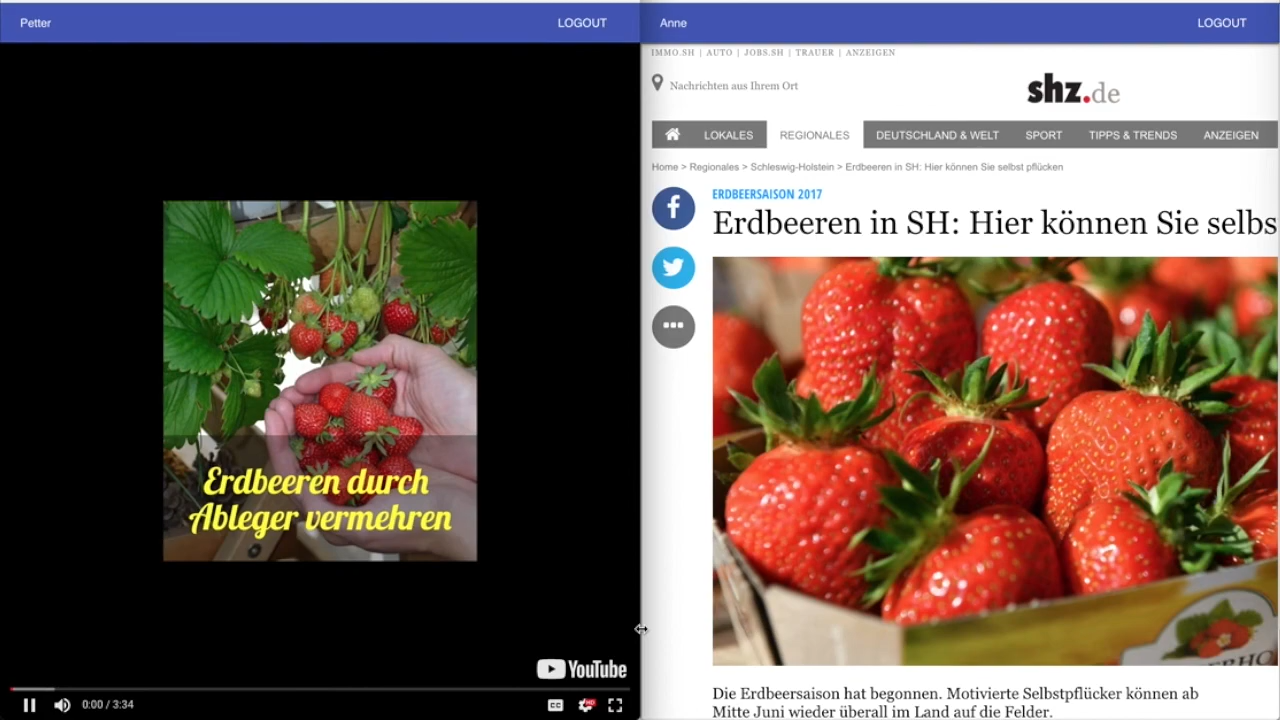 Petter
LOGOUT
Erdbeeren durch
Ableger vermehren
YouTube
0:00 / 3:34
CC
HD
Anne
LOGOUT
IMMO.SH | AUTO | JOBS.SH | TRAUER | ANZEIGEN
Nachrichten aus Ihrem Ort
shz.de
LOKALES
REGIONALES
DEUTSCHLAND & WELT
SPORT
TIPPS & TRENDS
ANZEIGEN
Home > Regionales > Schleswig-Holstein > Erdbeeren in SH: Hier können Sie selbst pflücken
ERDBEERSAISON 2017
Erdbeeren in SH: Hier können Sie selbs
Die Erdbeersaison hat begonnen. Motivierte Selbstpflücker können ab
Mitte Juni wieder überall im Land auf die Felder.